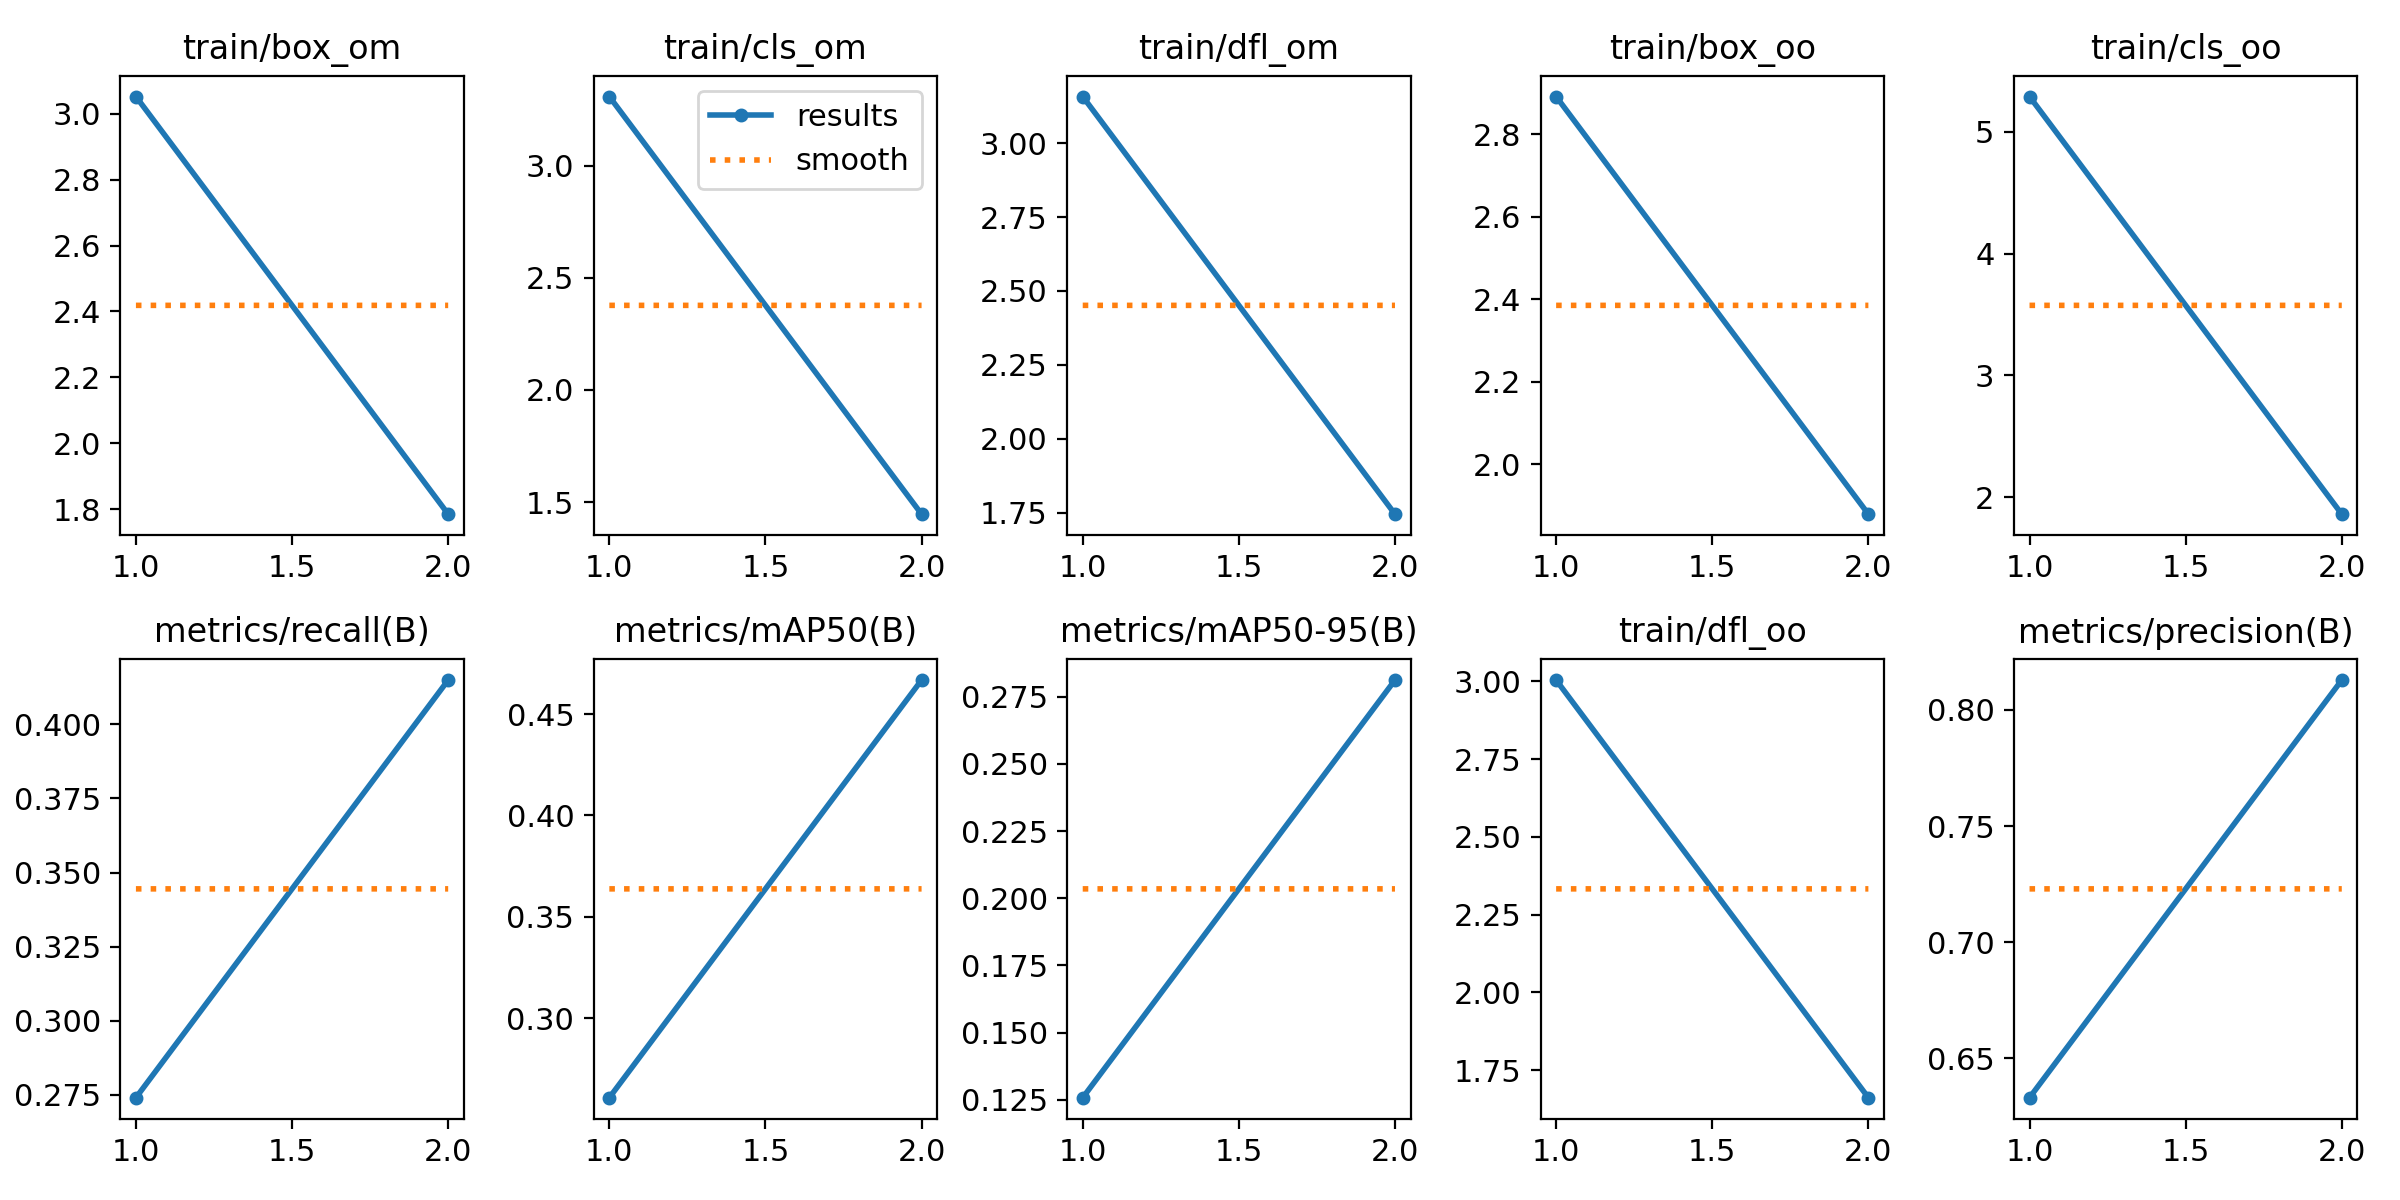 train/box_om
train/cls_om
train/dfl_om
train/box_oo
train/cls_oo
3.0
2.8
2.6
2.4
2.2
2.0
1.8
1.0 1.5 2.0
results
smooth
3.0
2.5
2.0
1.5
1.0 1.5 2.0
3.00
2.75
2.50
2.25
2.00
1.75
1.0 1.5 2.0
2.8
2.6
2.4
2.2
2.0
1.0 1.5 2.0
5
4
3
2
1.0 1.5 2.0
metrics/recall(B)
metrics/mAP50(B)
metrics/mAP50-95(B)
train/dfl_oo
metrics/precision(B)
0.400
0.375
0.350
0.325
0.300
0.275
1.0 1.5 2.0
0.45
0.40
0.35
0.30
1.0 1.5 2.0
0.275
0.250
0.225
0.200
0.175
0.150
0.125
1.0 1.5 2.0
3.00
2.75
2.50
2.25
2.00
1.75
1.0 1.5 2.0
0.80
0.75
0.70
0.65
1.0 1.5 2.0